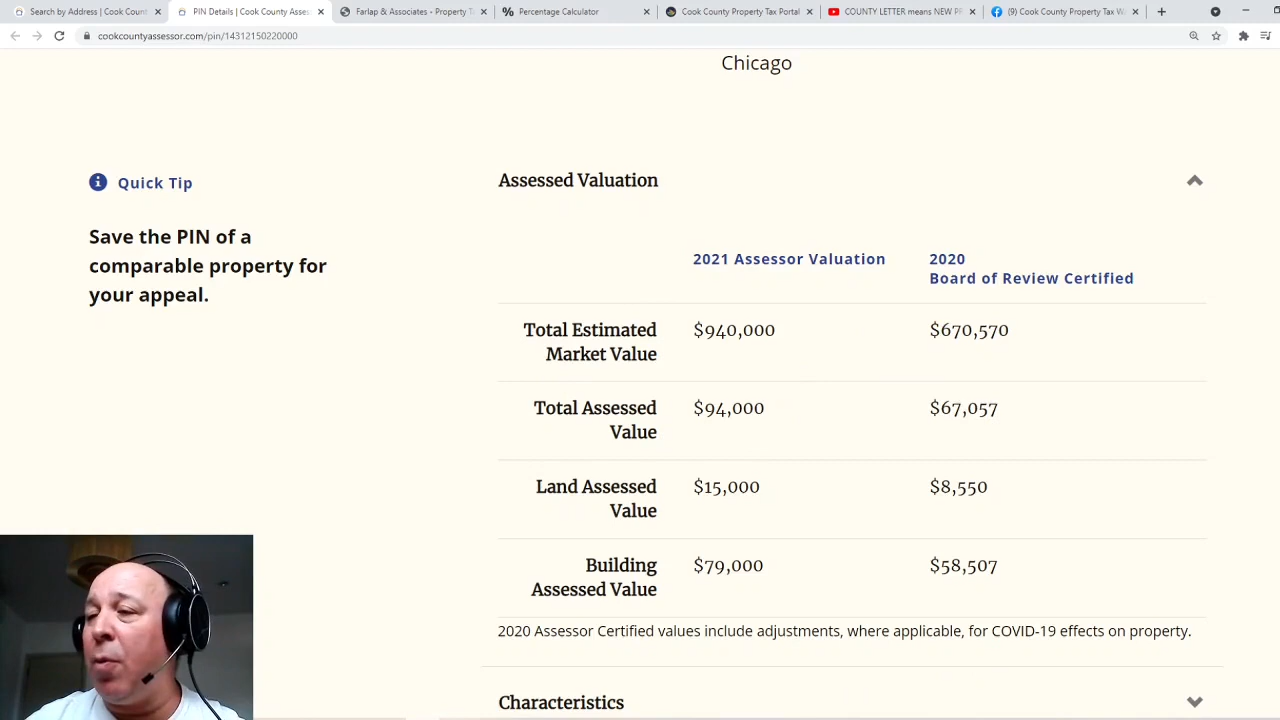 Search by Address | Cook Count
PIN Details | Cook County Asse
Farlap & Associates - Property T
Percentage Calculator
Cook County Property Tax Portal
COUNTY LETTER means NEW PR
(9) Cook County Property Tax W
cookcountyassessor.com/pin/14312150220000
Chicago
Quick Tip
Save the PIN of a
comparable property for
your appeal.
Assessed Valuation
2021 Assessor Valuation
2020
Board of Review Certified
Total Estimated
Market Value
$940,000
$670,570
Total Assessed
Value
$94,000
$67,057
Land Assessed
Value
$15,000
$8,550
Building
Assessed Value
$79,000
$58,507
2020 Assessor Certified values include adjustments, where applicable, for COVID-19 effects on property.
Characteristics